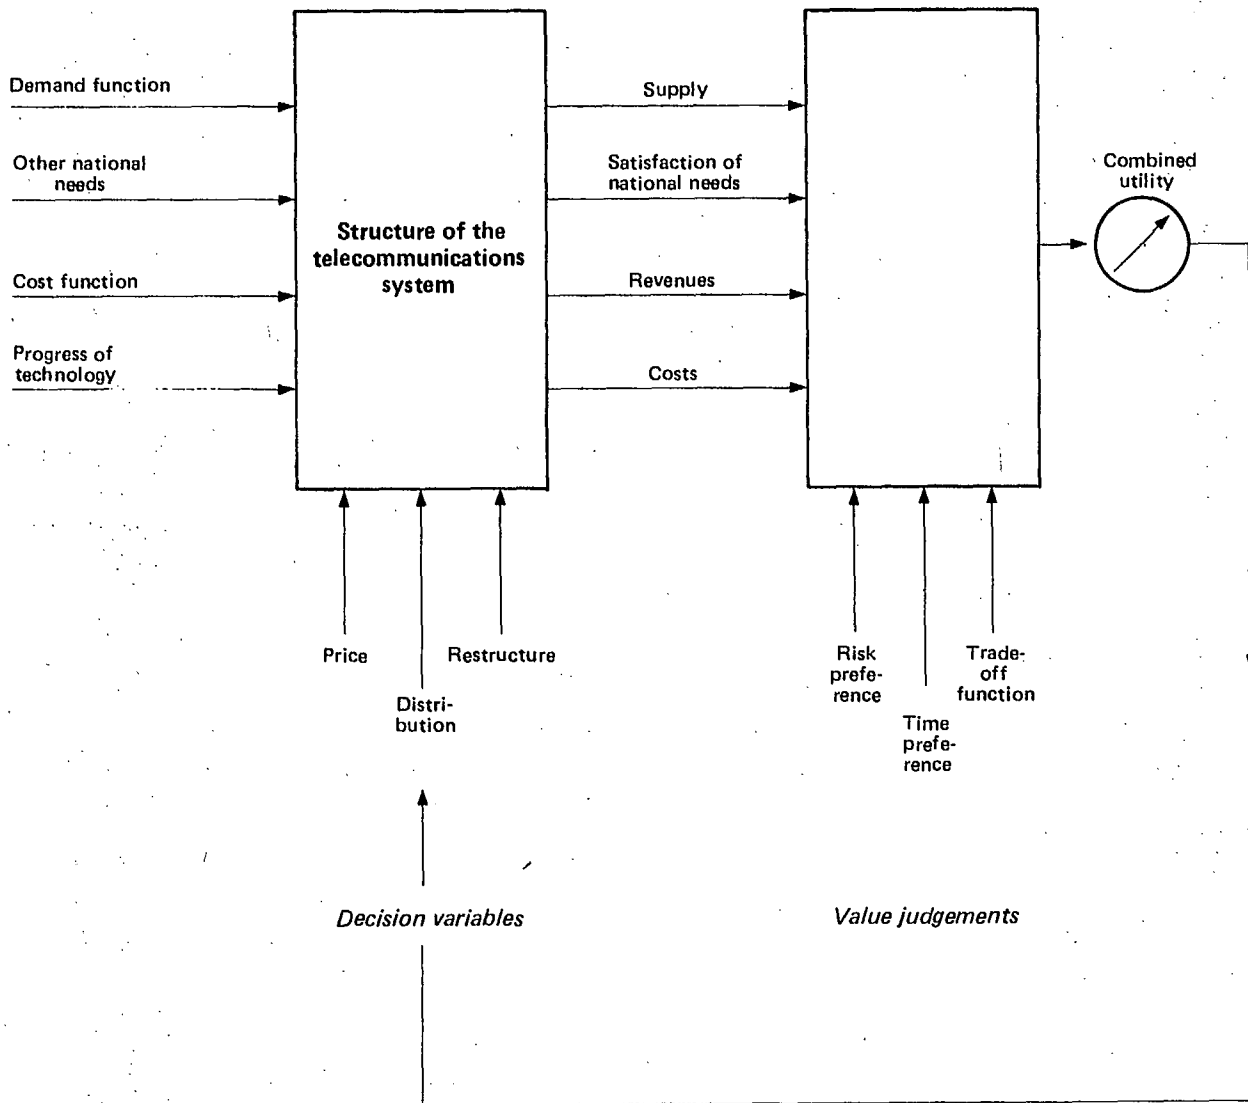 Demand function
Other national
needs
Cost function
Progress of
technology
Structure of the
telecommunications
system
Supply
Satisfaction of
national needs
Revenues
Costs
Combined
utility
Price
Distri-
bution
Restructure
Risk
prefe-
rence
Time
prefe-
rence
Trade-
off
function
Decision variables
Value judgements